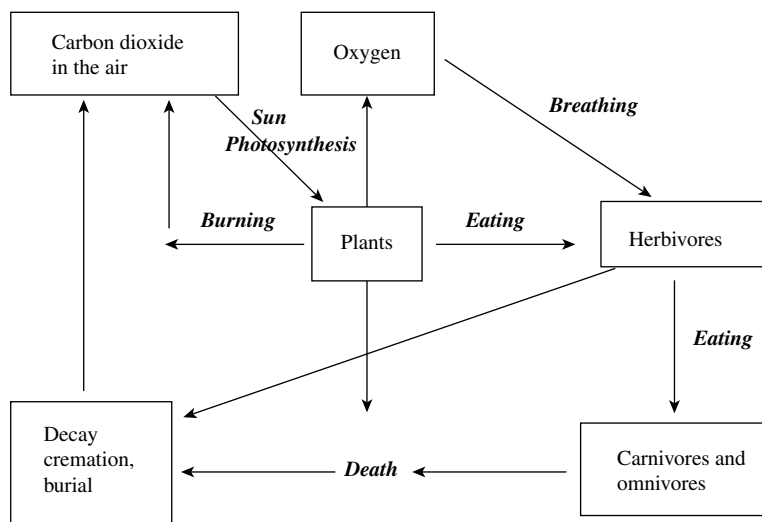 Carbon dioxide
in the air
Oxygen
Sun
Photosynthesis
Breathing
Burning
Plants
Eating
Herbivores
Eating
Decay
cremation,
burial
Death
Carnivores and
omnivores